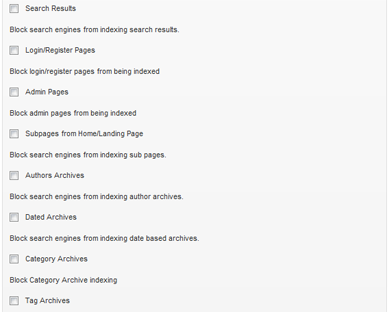 Search Results
Block search engines from indexing search results.
Login/Register Pages
Block login/register pages from being indexed
Admin Pages
Block admin pages from being indexed
Subpages from Home/Landing Page
Block search engines from indexing sub pages.
Authors Archives
Block search engines from indexing author archives.
Dated Archives
Block search engines from indexing date based archives.
Category Archives
Block Category Archive indexing
Tag Archives